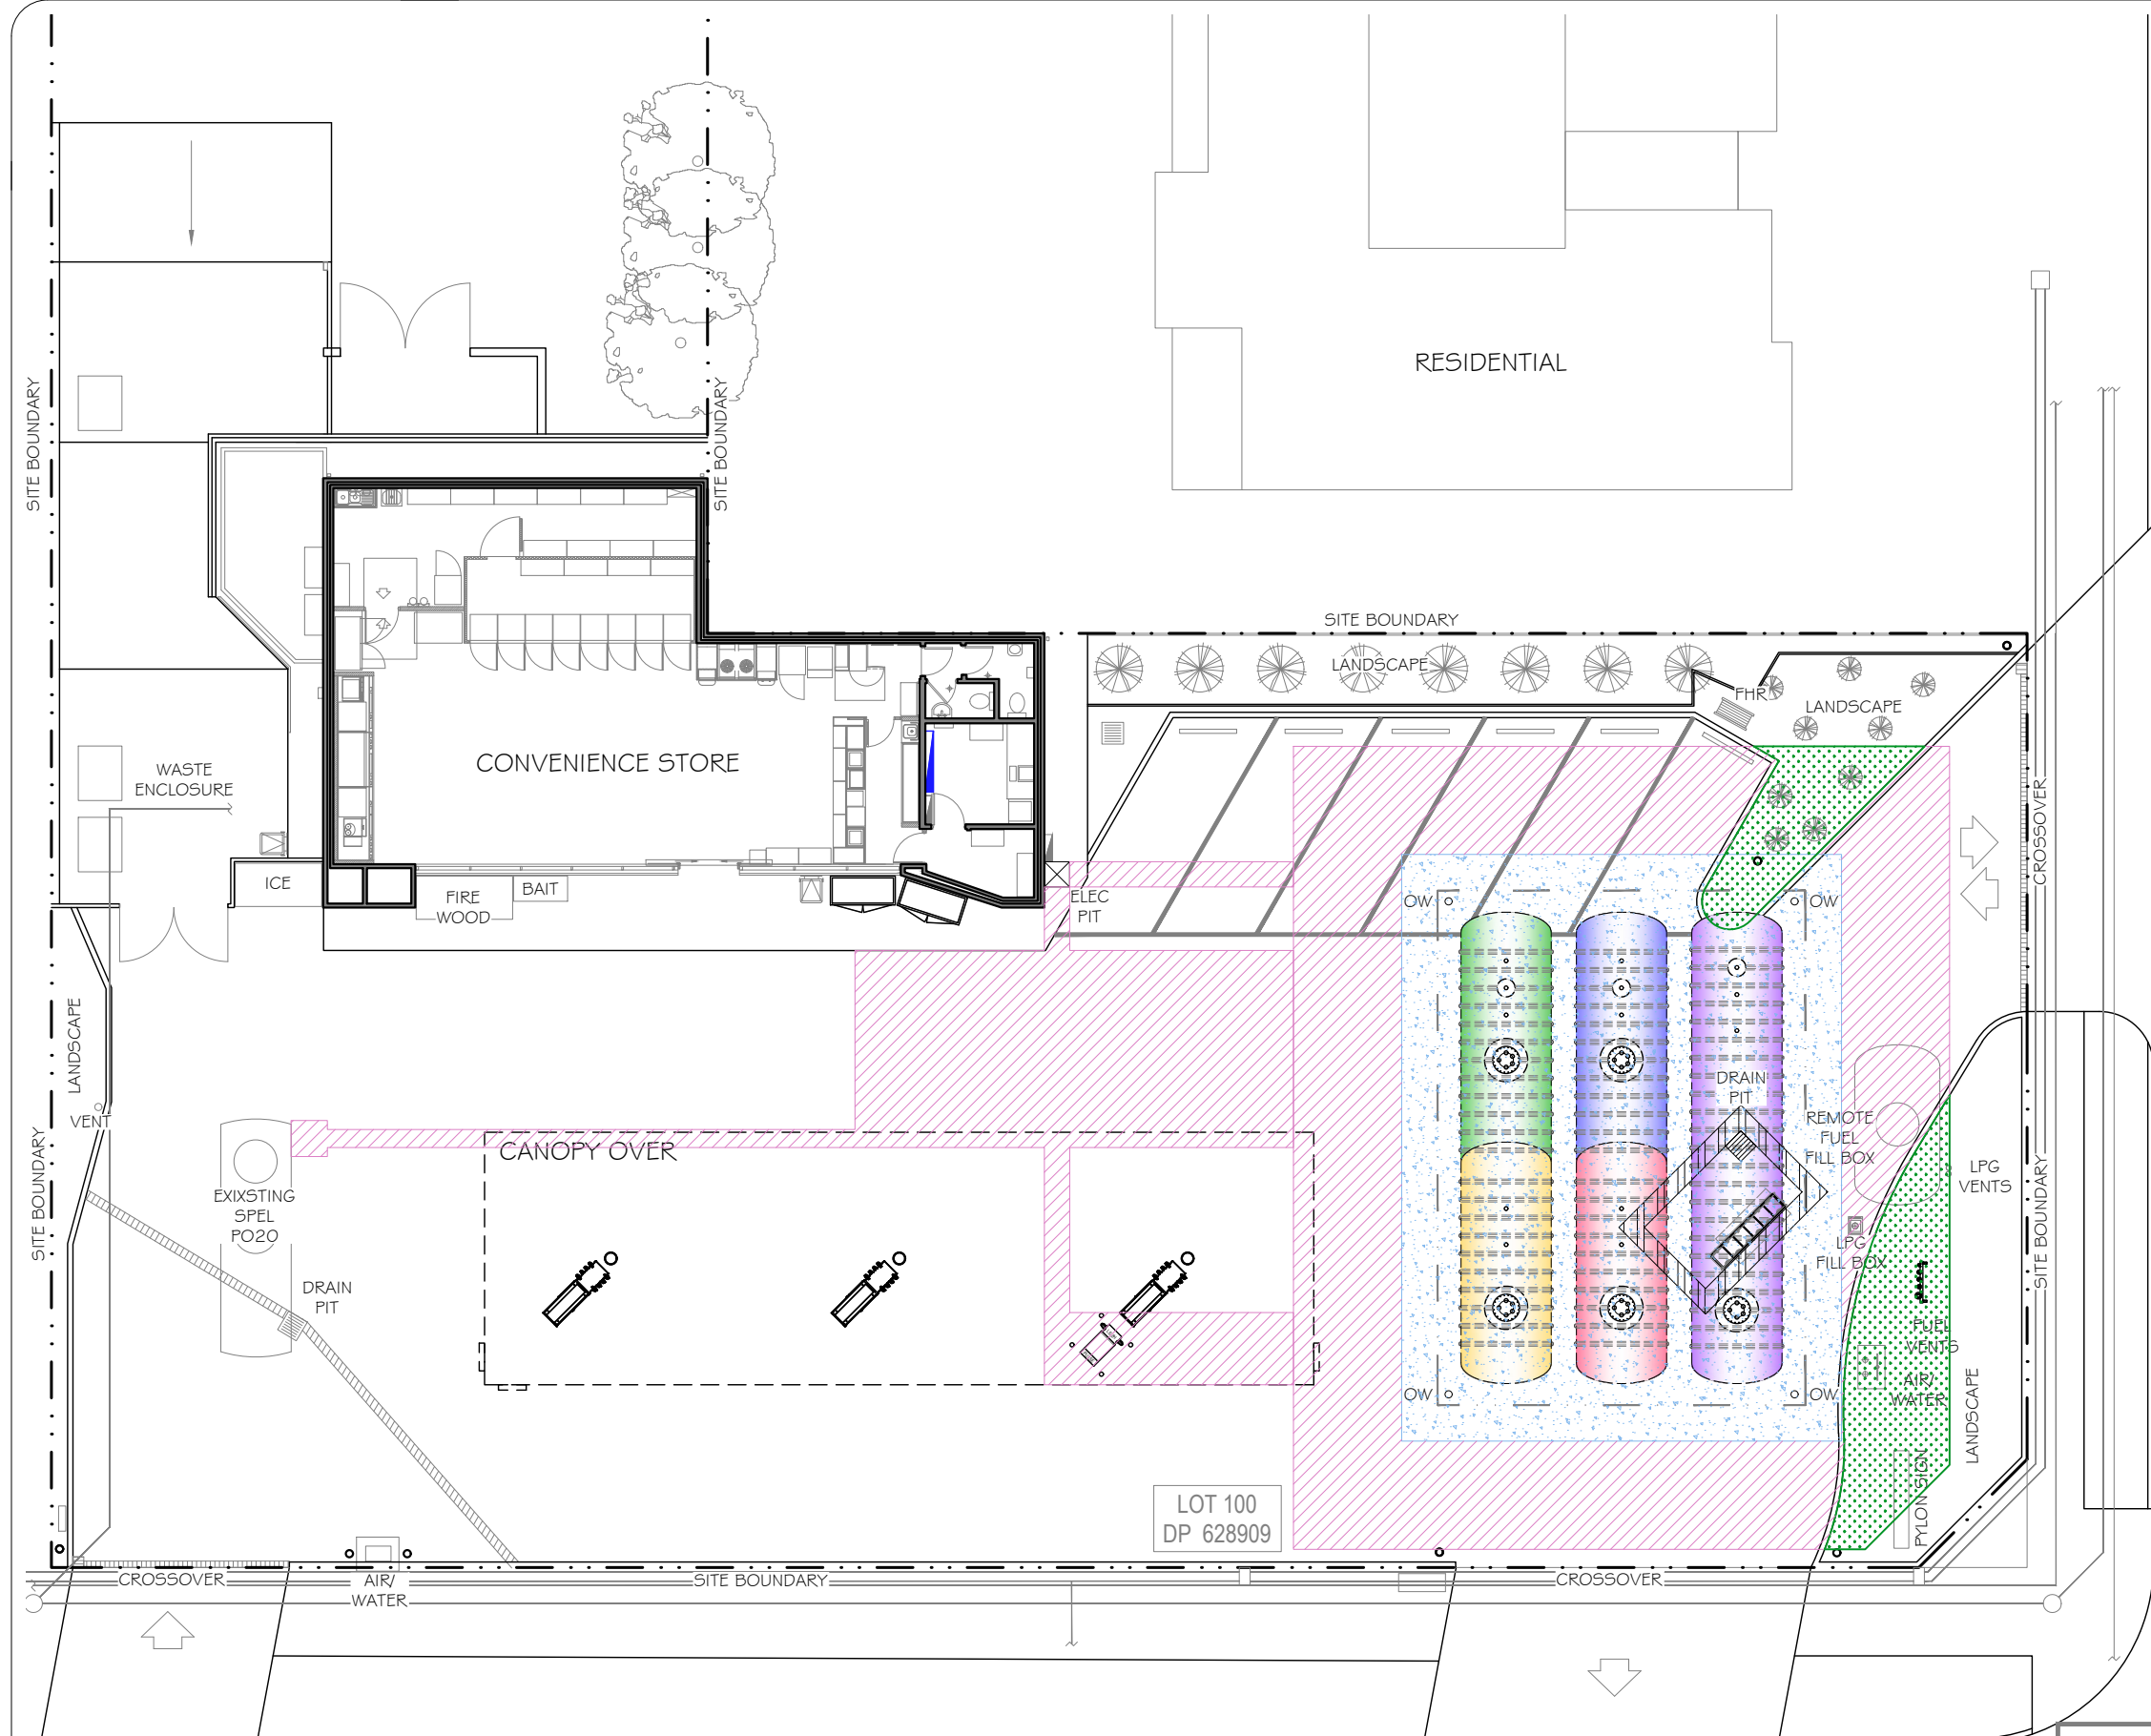 RESIDENTIAL
SITE BOUNDARY
SITE BOUNDARY
SITE BOUNDARY
LANDSCAPE
FHR
LANDSCAPE
CONVENIENCE STORE
WASTE
ENCLOSURE
CROSSOVER
ICE
FIRE
WOOD
BAIT
ELEC
PIT
OW
OW
LANDSCAPE
VENT
DRAIN
PIT
REMOTE
FUEL
FILL BOX
CANOPY OVER
SITE BOUNDARY
EXIXSTING
SPEL
PO20
LPG
VENTS
SITE BOUNDARY
LPG
FILL BOX
DRAIN
PIT
FUEL
VENTS
AIR/
WATER
OW
OW
LANDSCAPE
PYLON SIGN
LOT 100
DP 628909
CROSSOVER
AIR/
WATER
SITE BOUNDARY
CROSSOVER